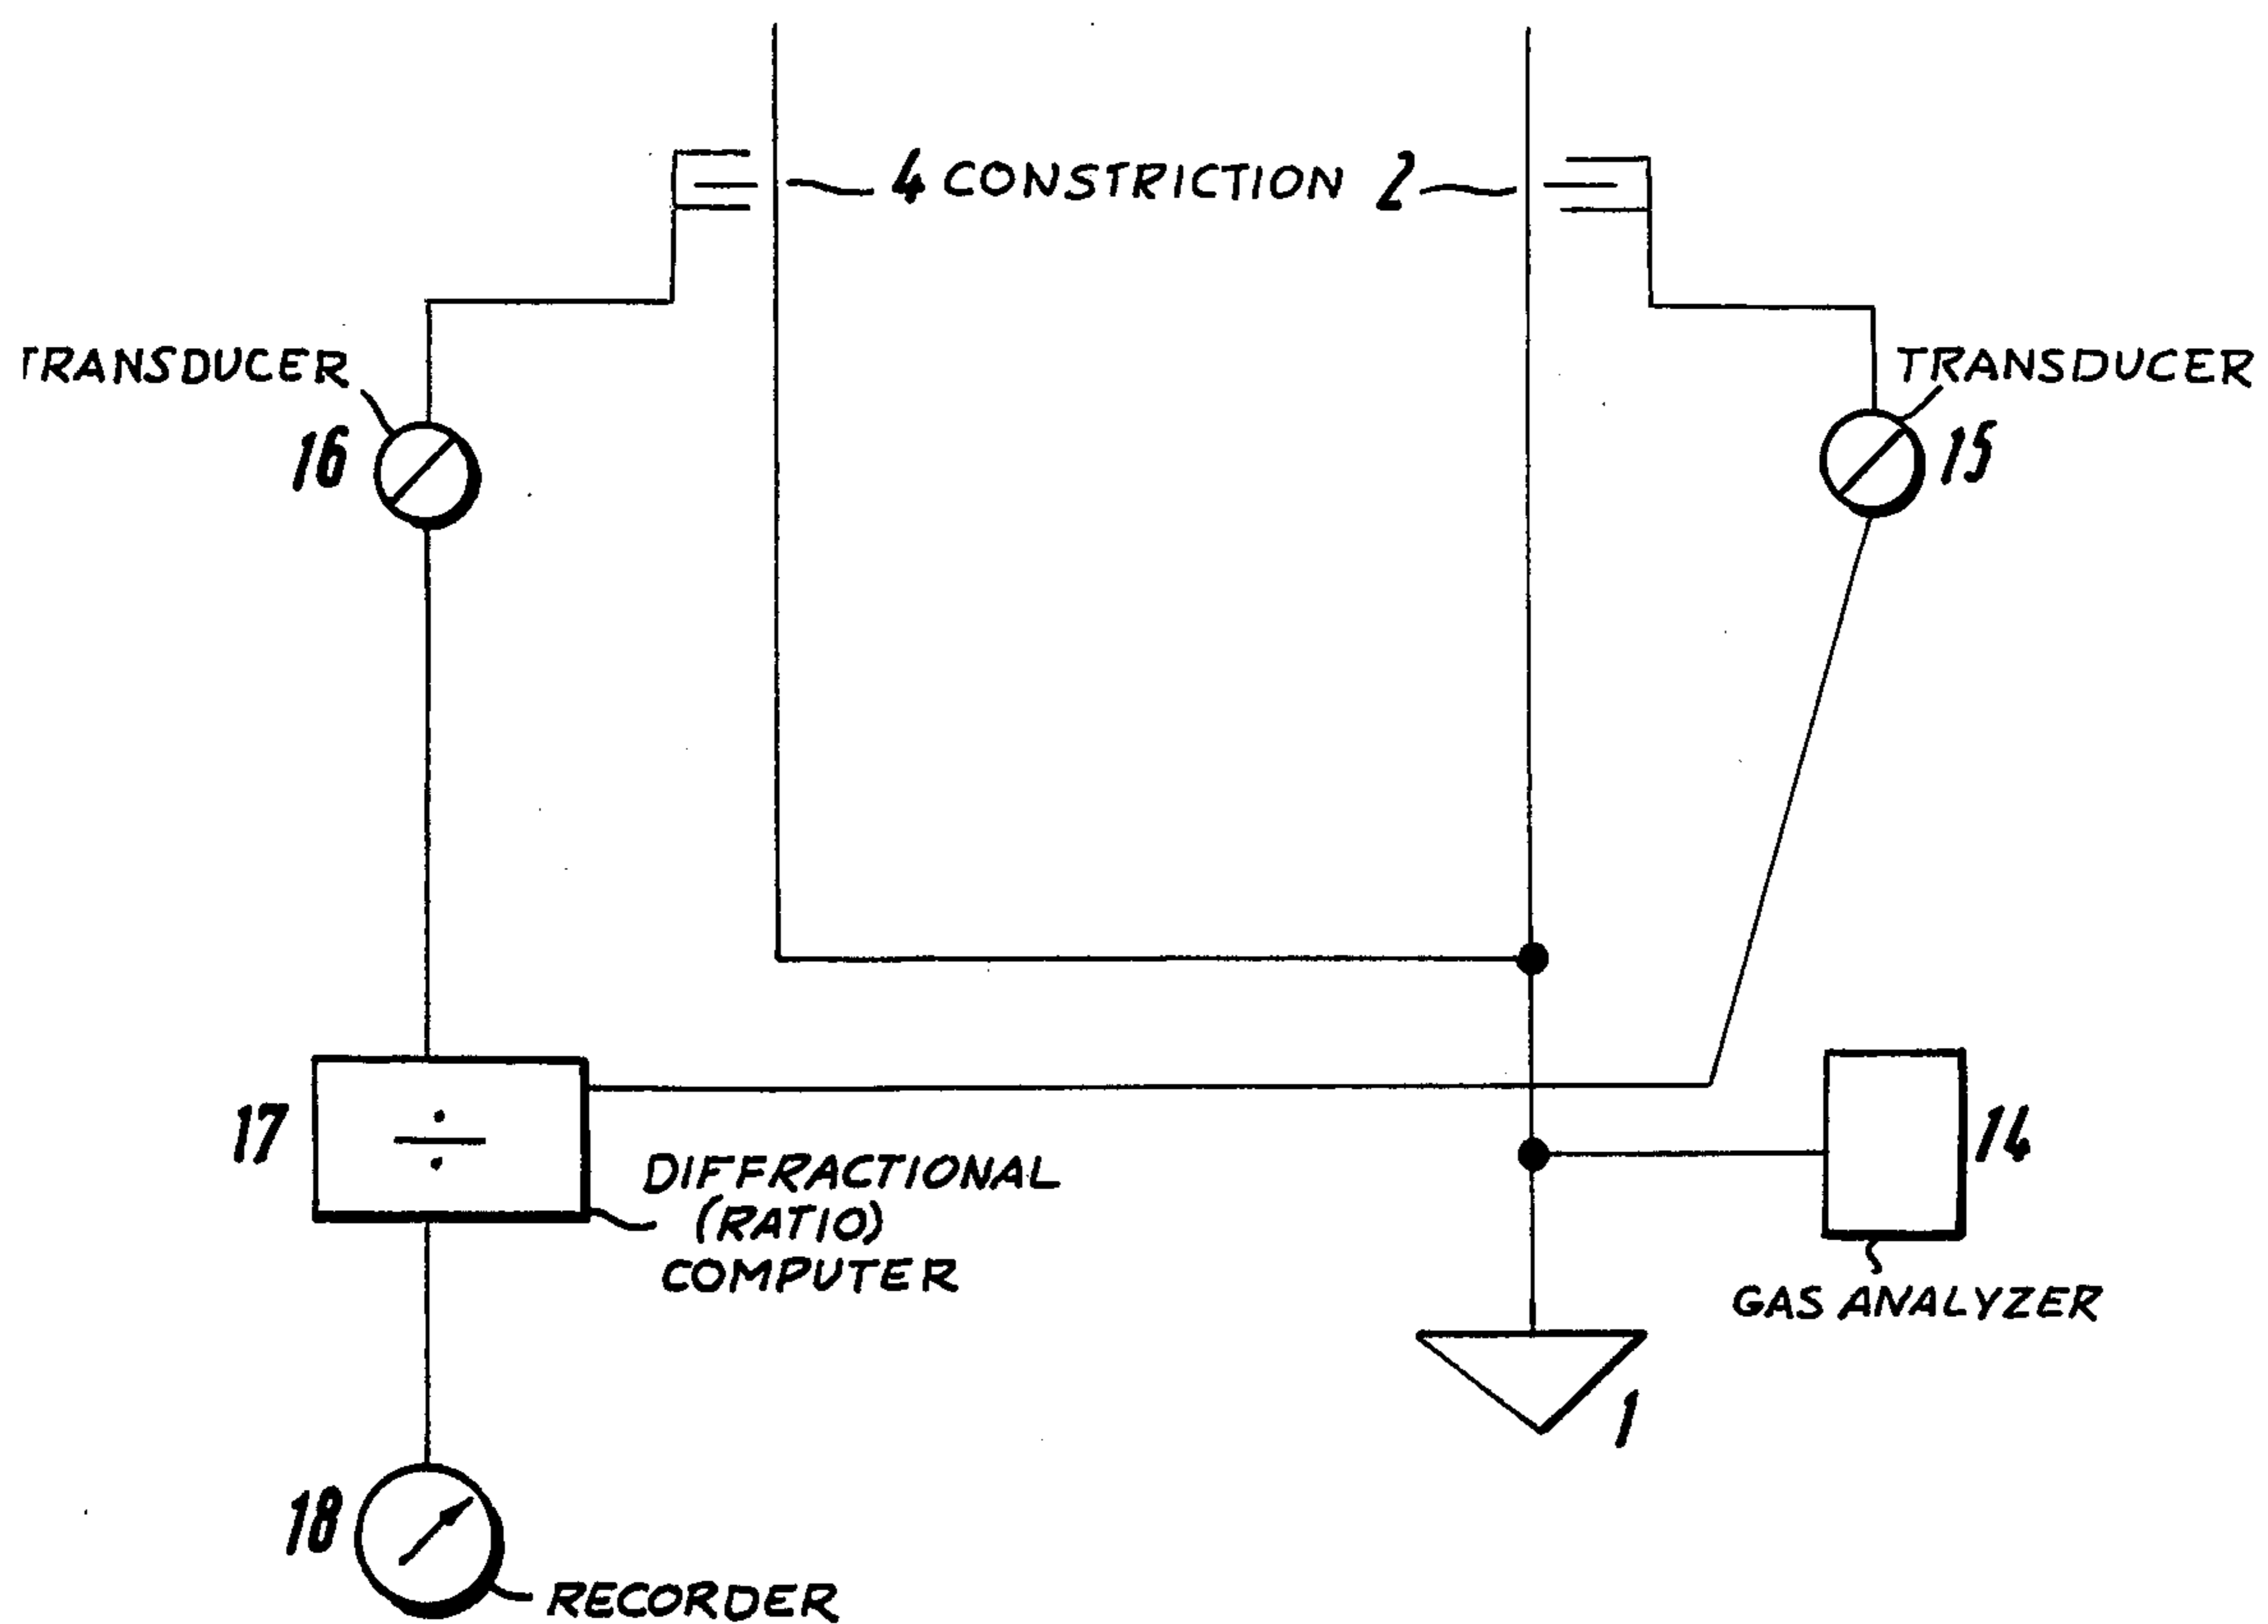 4 CONSTRICTION 2
TRANSDUCER
16
TRANSDUCER
15
17
÷
DIFFRACTIONAL
(RATIO)
COMPUTER
14
GAS ANALYZER
1
18
RECORDER